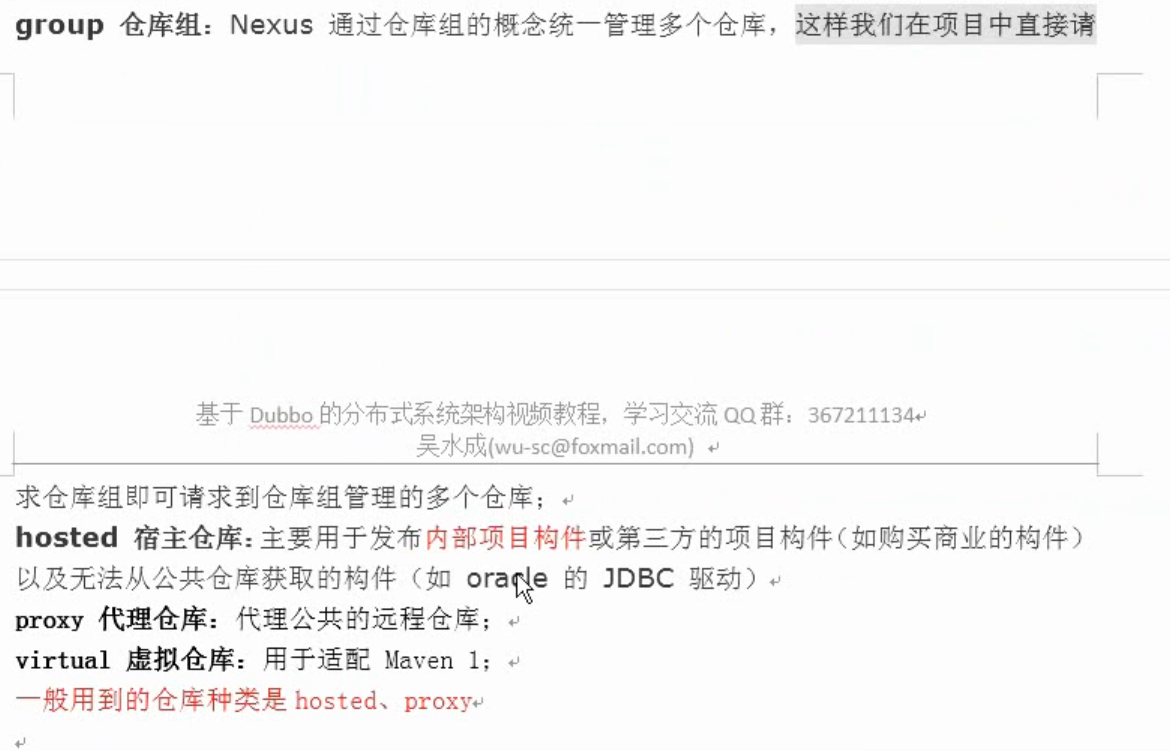 group 仓库组：Nexus 通过仓库组的概念统一管理多个仓库，这样我们在项目中直接请
基于 Dubbo 的分布式系统架构视频教程，学习交流 QQ 群：367211134
吴水成(wu-sc@foxmail.com)
求仓库组即可请求到仓库组管理的多个仓库；
hosted 宿主仓库：主要用于发布内部项目构件或第三方的项目构件（如购买商业的构件）
以及无法从公共仓库获取的构件（如 oracle 的 JDBC 驱动）
proxy 代理仓库：代理公共的远程仓库；
virtual 虚拟仓库：用于适配 Maven 1；
一般用到的仓库种类是 hosted、proxy